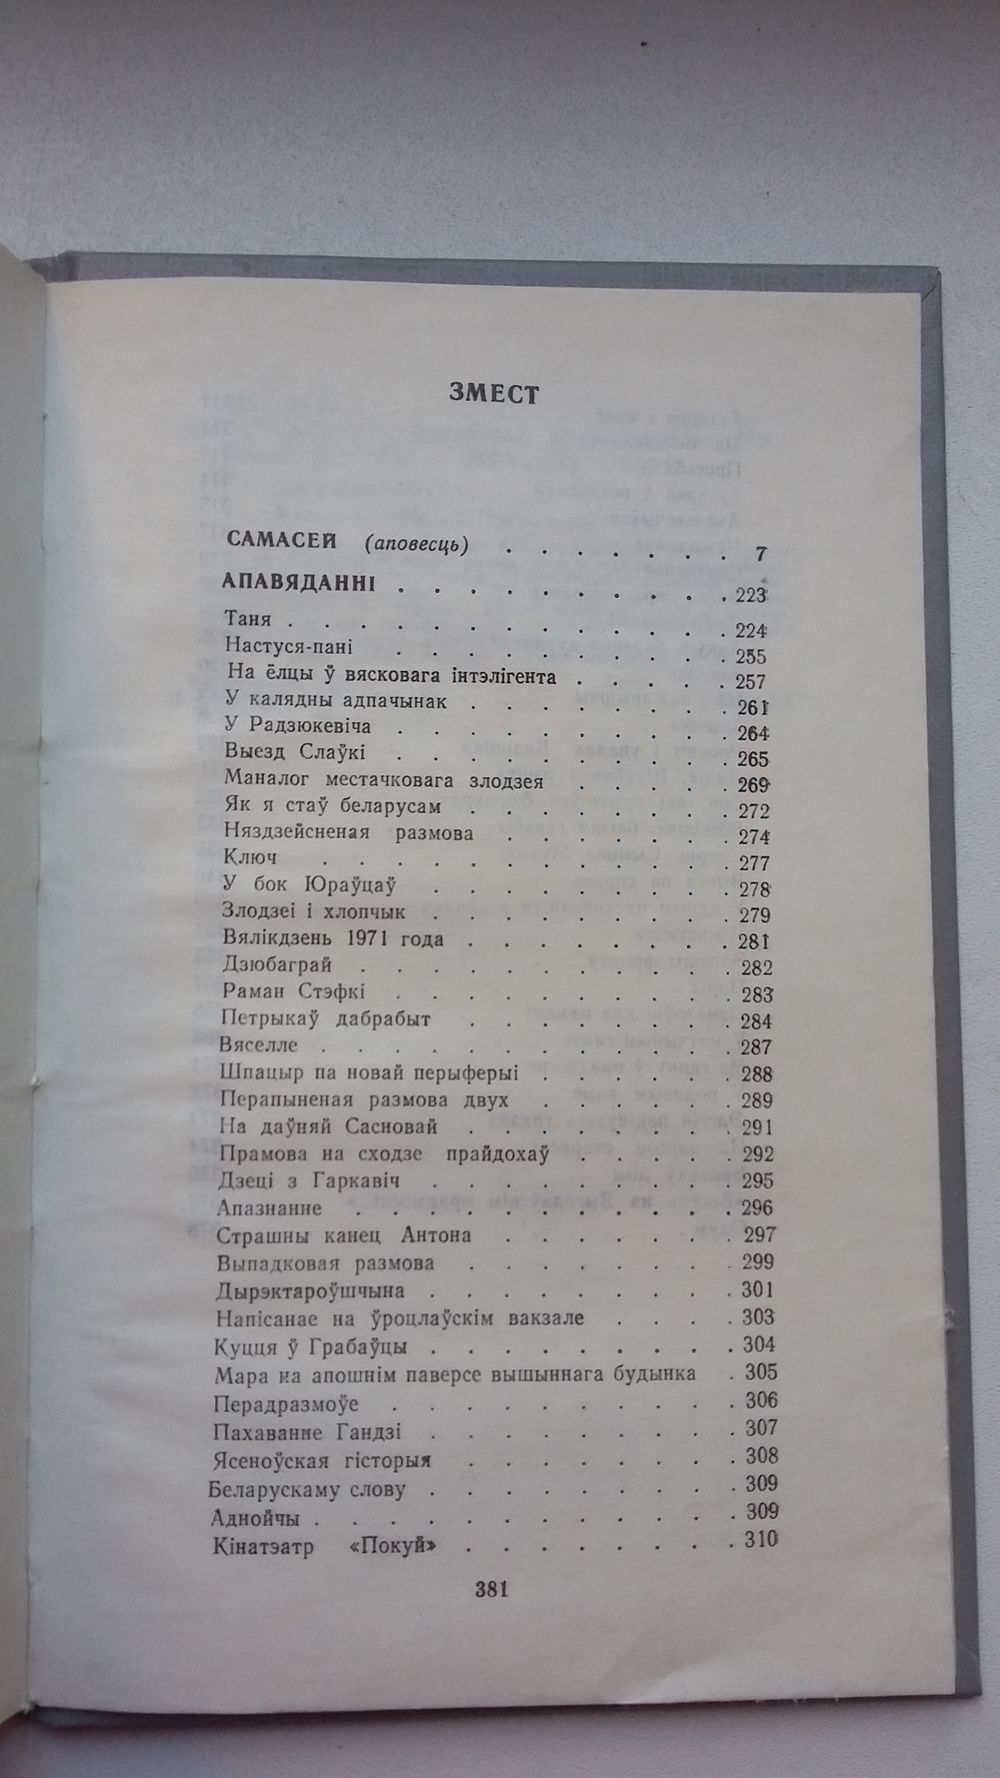 ЗМЕСТ
САМАСЕЙ (аповесць) . . . . . . . 7
АПАВЯДАННІ . . . . . . . . . . 223
Таня . . . . . . . . . . . . . 224
Настуся-пані . . . . . . . . . . 255
На ёлцы ў вясковага інтэлігента . . . . . 257
У калядны адпачынак . . . . . . . . 261
У Радзюкевіча . . . . . . . . . . 264
Выезд Слаўкі . . . . . . . . . . 265
Маналог местачковага злодзея . . . . . 269
Як я стаў беларусам . . . . . . . . 272
Няздзейсненая размова . . . . . . . 274
Ключ . . . . . . . . . . . . 277
У бок Юраўцаў . . . . . . . . . 278
Злодзеі і хлопчык . . . . . . . . . 279
Вялікдзень 1971 года . . . . . . . . 281
Дзюбаграй . . . . . . . . . . . 282
Раман Стэфкі . . . . . . . . . . 283
Петрыкаў дабрабыт . . . . . . . . 284
Вяселле . . . . . . . . . . . . 287
Шпацыр па новай перыферыі . . . . . . 288
Перапыненая размова двух . . . . . . 289
На даўняй Сасновай . . . . . . . . 291
Прамова на сходзе прайдохаў . . . . . 292
Дзеці з Гаркавіч . . . . . . . . . 295
Апазнанне . . . . . . . . . . . 296
Страшны канец Антона . . . . . . . 297
Выпадковая размова . . . . . . . . 299
Дырэктароўшчына . . . . . . . . . 301
Напісанае на ўроцлаўскім вакзале . . . . 303
Куцця ў Грабаўцы . . . . . . . . . 304
Мара на апошнім паверсе вышыннага будынка . 305
Перадразмоўе . . . . . . . . . . 306
Пахаванне Гандзі . . . . . . . . . 307
Ясеноўская гісторыя . . . . . . . . 308
Беларускаму слову . . . . . . . . . 309
Аднойчы . . . . . . . . . . . . 309
Кінатэатр «Покуй» . . . . . . . . 310
381